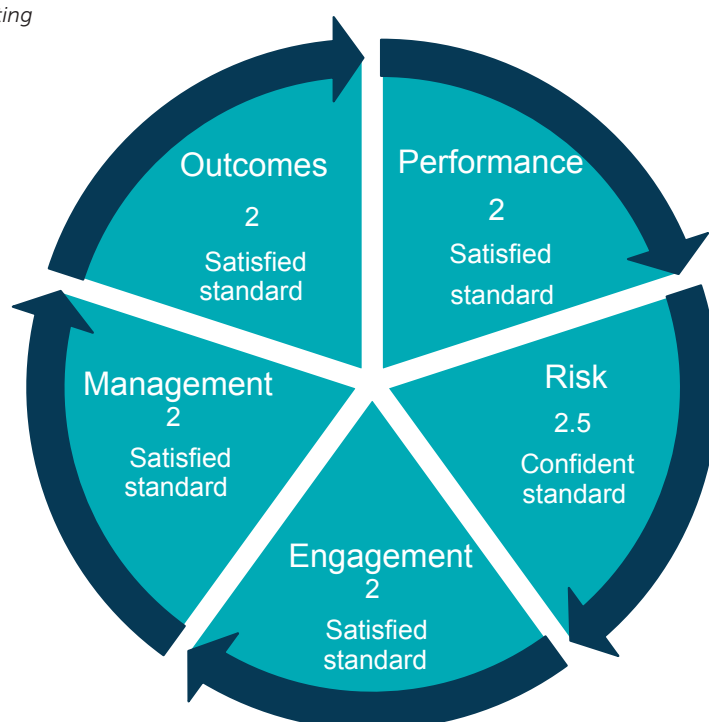 Outcomes
2
Satisfied
standard
Performance
2
Satisfied
standard
Risk
2.5
Confident
standard
Engagement
2
Satisfied
standard
Management
2
Satisfied
standard